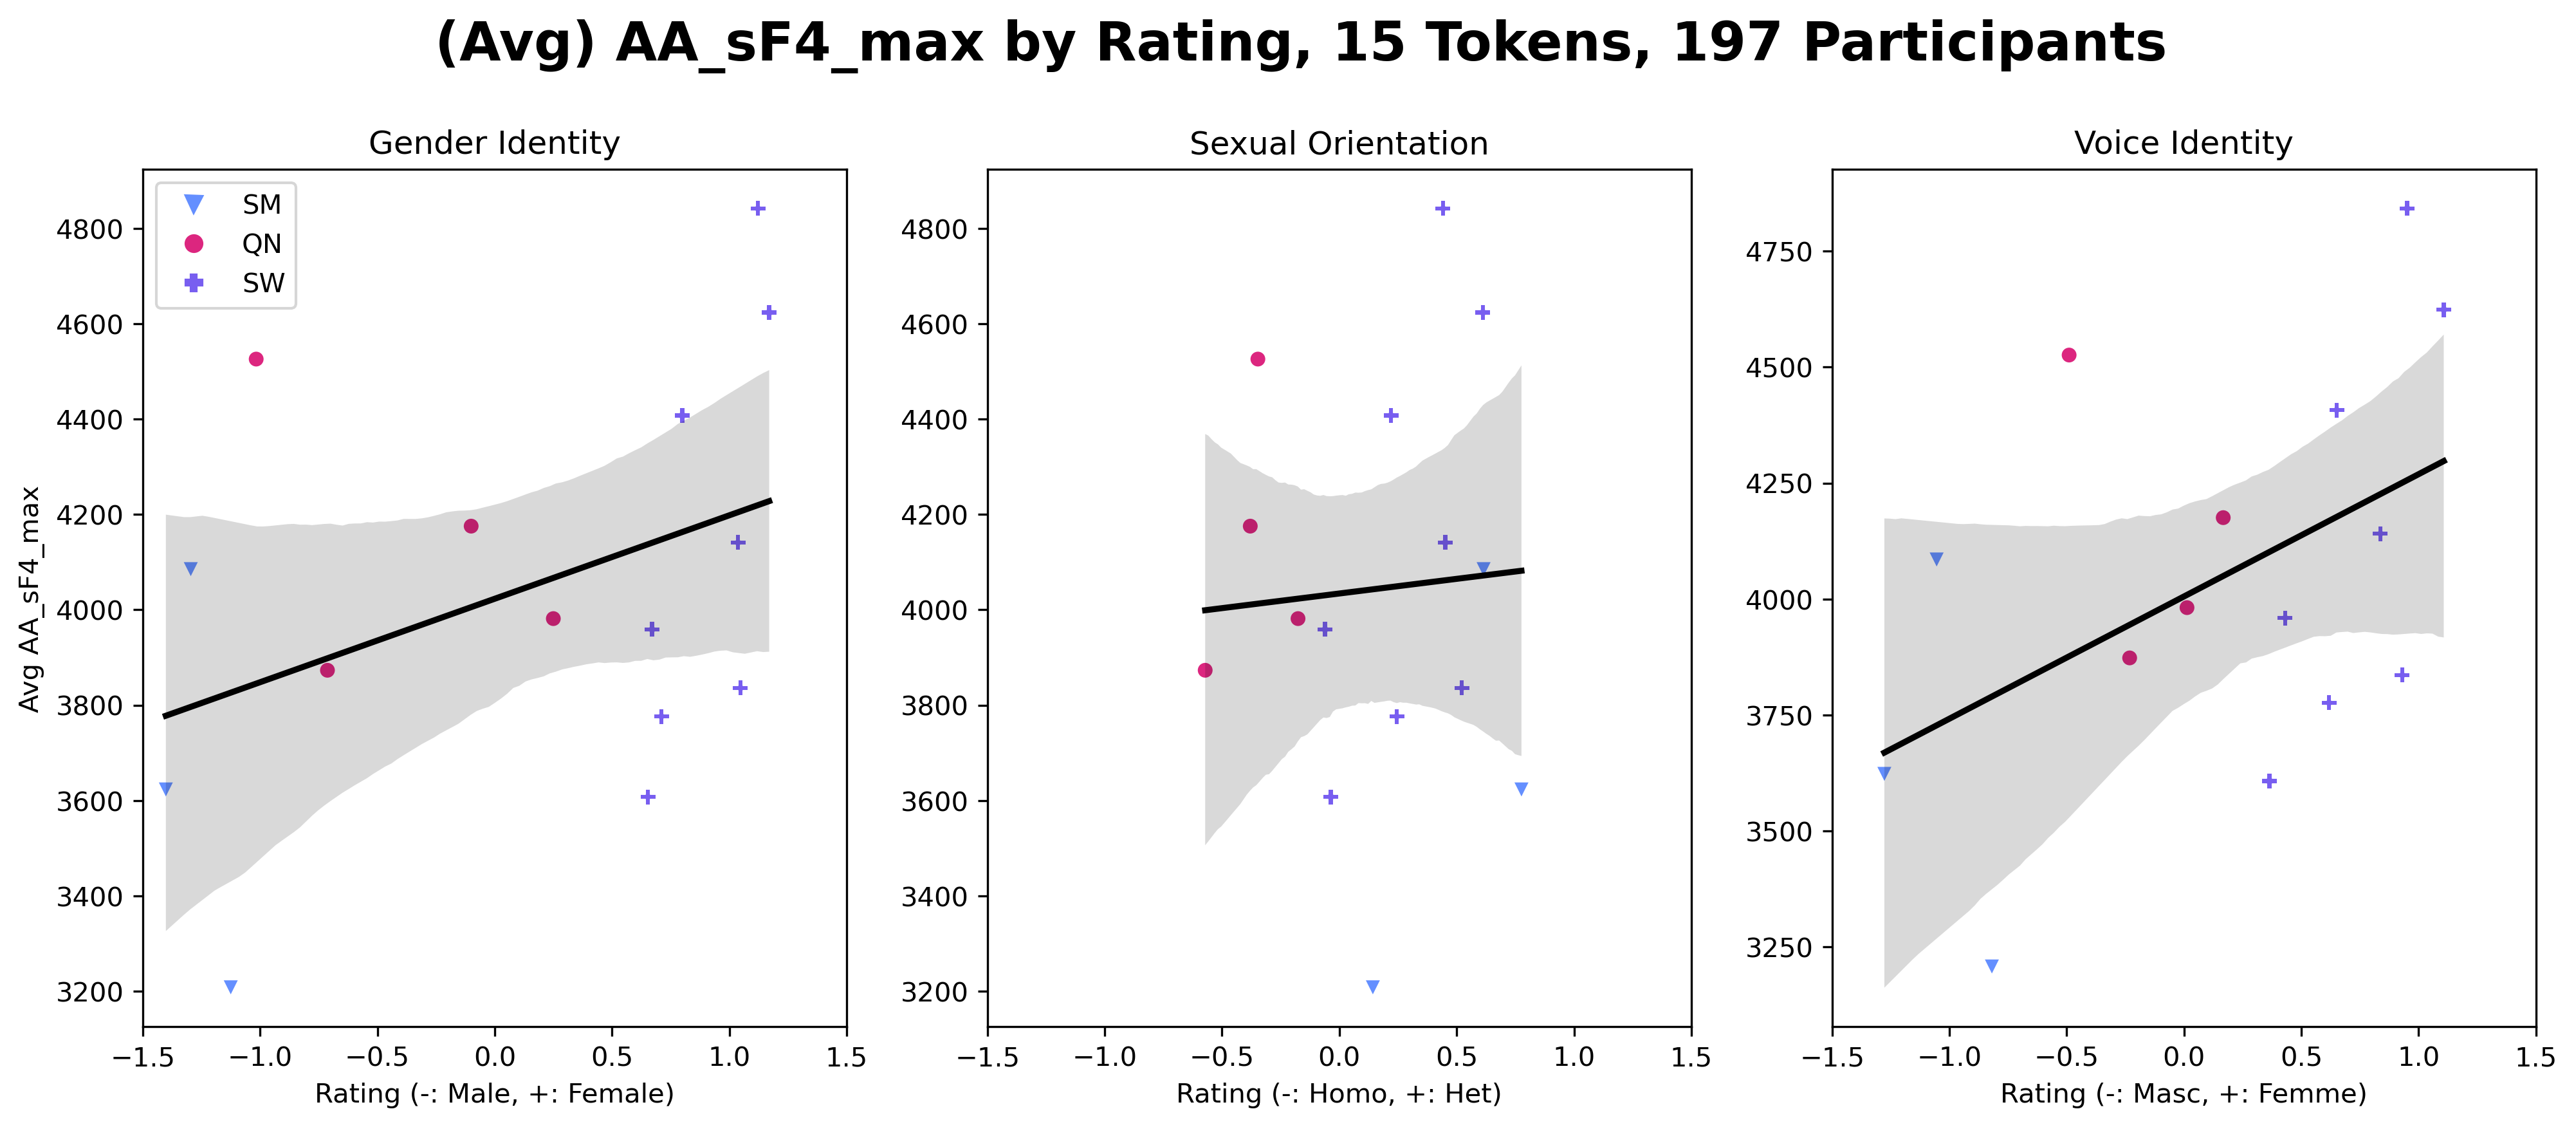 (Avg) AA_sF4_max by Rating, 15 Tokens, 197 Participants
Gender Identity
SM
QN
SW
Avg AA_sF4_max
4800
4600
4400
4200
4000
3800
3600
3400
3200
−1.5 −1.0 −0.5 0.0 0.5 1.0 1.5
Rating (-: Male, +: Female)
Sexual Orientation
4800
4600
4400
4200
4000
3800
3600
3400
3200
−1.5 −1.0 −0.5 0.0 0.5 1.0 1.5
Rating (-: Homo, +: Het)
Voice Identity
4750
4500
4250
4000
3750
3500
3250
−1.5 −1.0 −0.5 0.0 0.5 1.0 1.5
Rating (-: Masc, +: Femme)